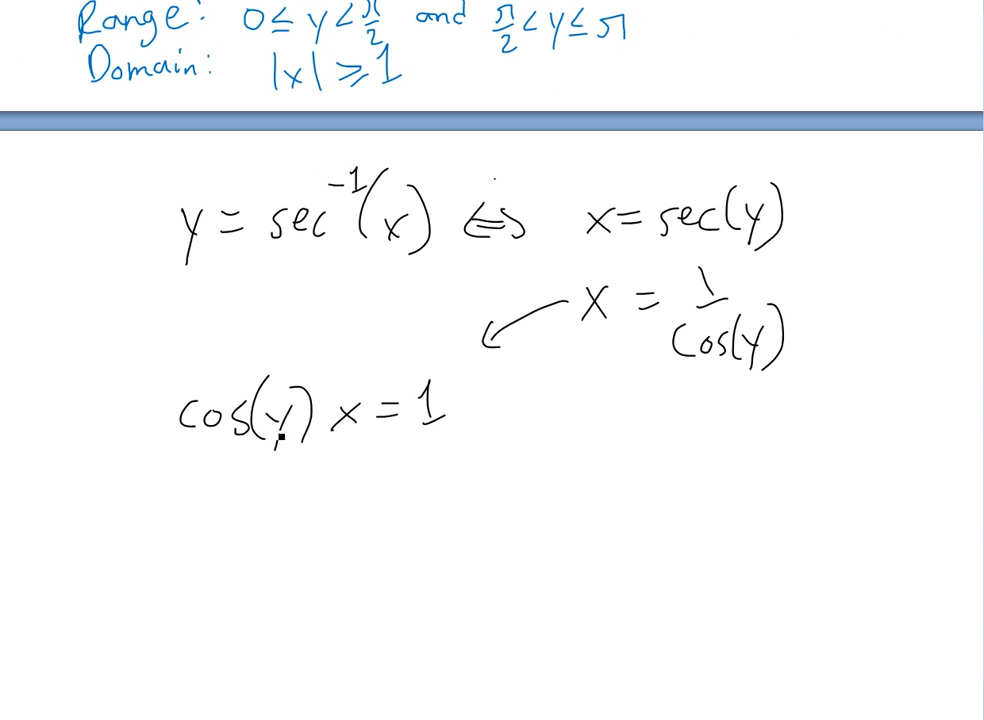 Range: 0 ≤ y < π/2 and π/2 < y ≤ π
Domain: |x| ≥ 1
y = sec⁻¹(x) ⇔ x = sec(y)
x = 1/cos(y)
cos(y) x = 1